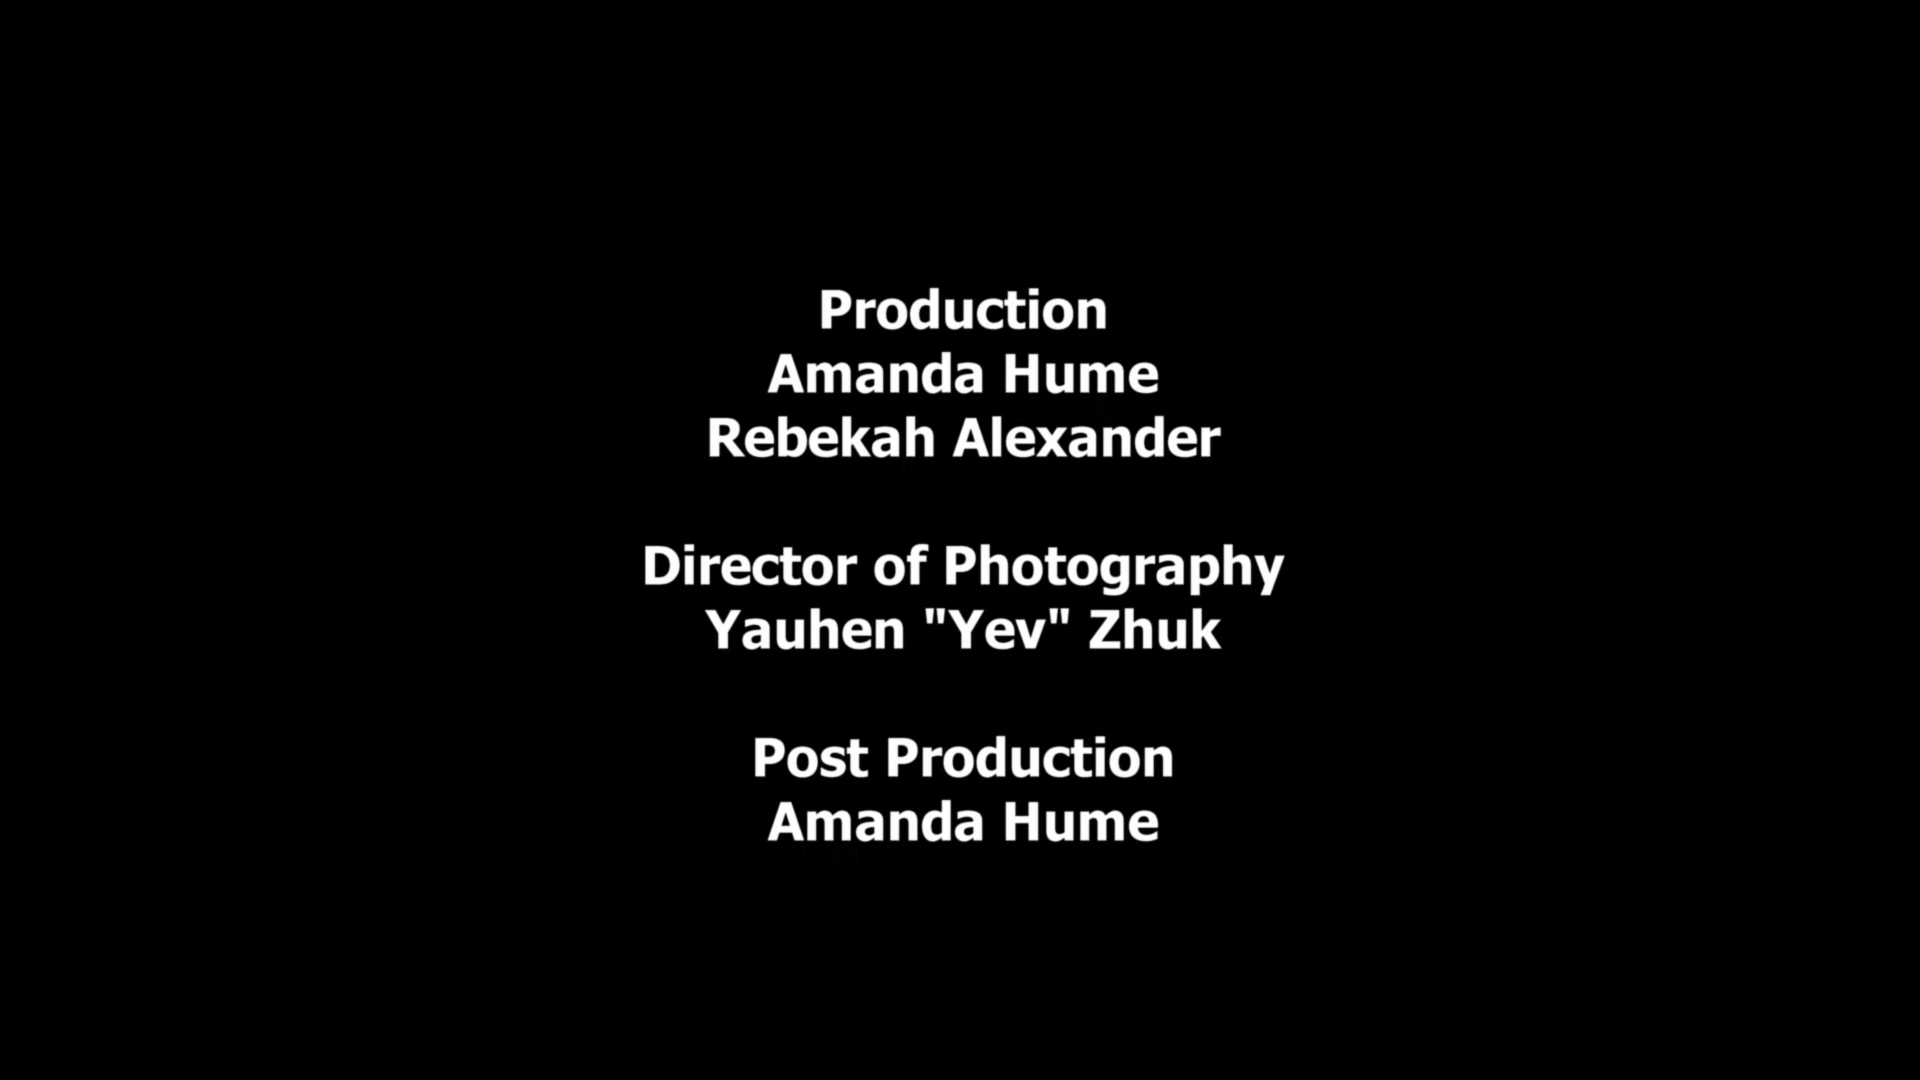 Production
Amanda Hume
Rebekah Alexander
Director of Photography
Yauhen "Yev" Zhuk
Post Production
Amanda Hume